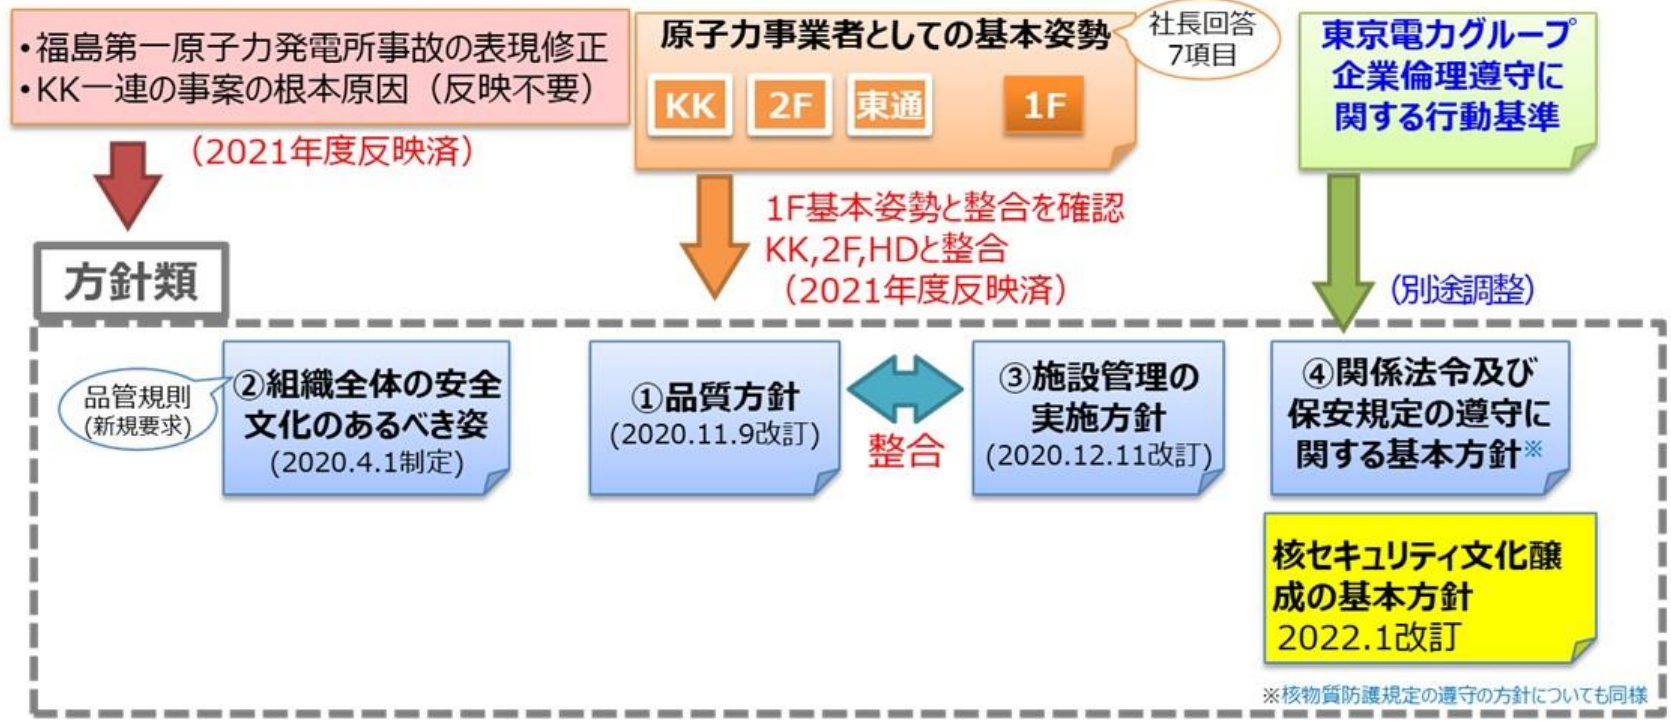 ・福島第一原子力発電所事故の表現修正
・KK一連の事案の根本原因（反映不要）
（2021年度反映済）
原子力事業者としての基本姿勢
KK
2F
東通
1F
社長回答
7項目
1F基本姿勢と整合を確認
KK,2F,HDと整合
（2021年度反映済）
東京電力グループ
企業倫理遵守に
関する行動基準
（別途調整）
方針類
品管規則
(新規要求)
②組織全体の安全
文化のあるべき姿
(2020.4.1制定)
①品質方針
(2020.11.9改訂)
整合
③施設管理の
実施方針
(2020.12.11改訂)
④関係法令及び
保安規定の遵守に
関する基本方針※
核セキュリティ文化醸
成の基本方針
2022.1改訂
※核物質防護規定の遵守の方針についても同様